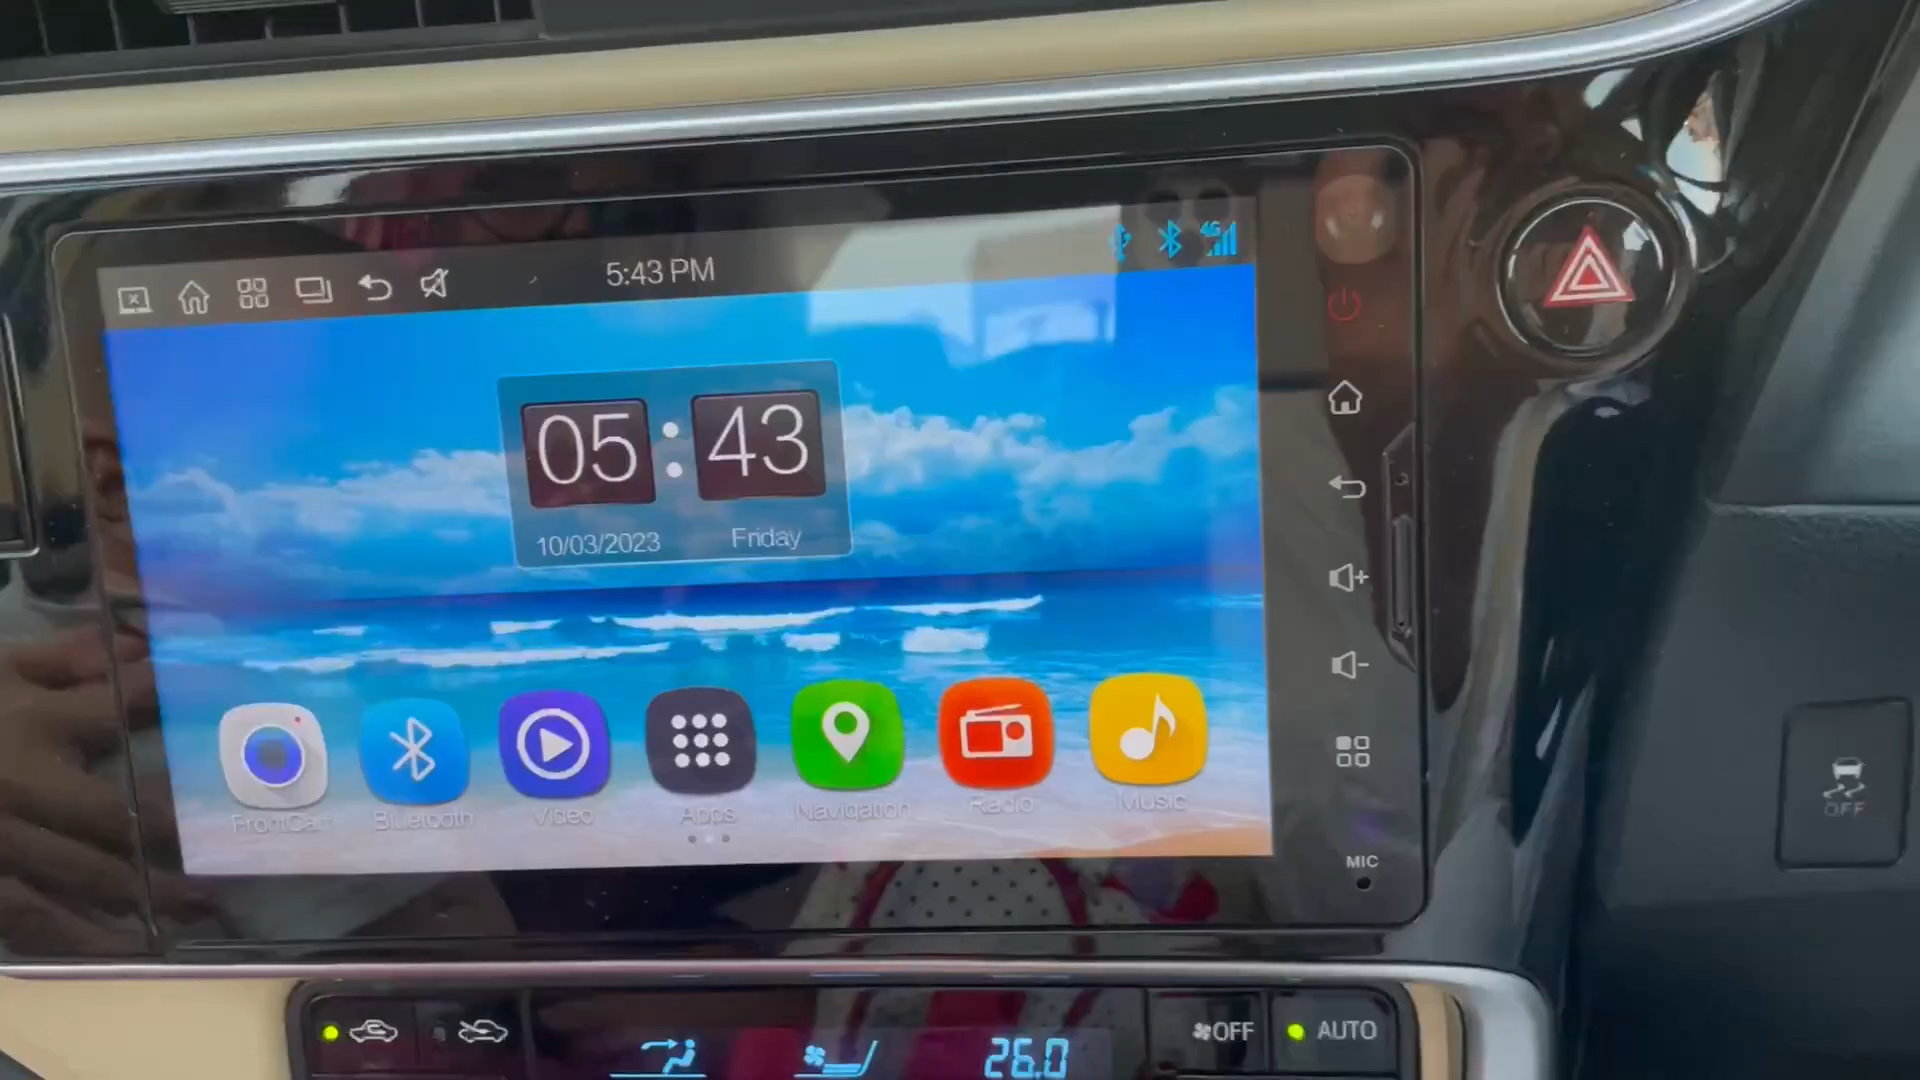 5:43 PM
4G
05:43
10/03/2023 Friday
FrontCam Bluetooth Video Apps Navigation Radio Music
MIC
OFF
26.0
OFF
AUTO